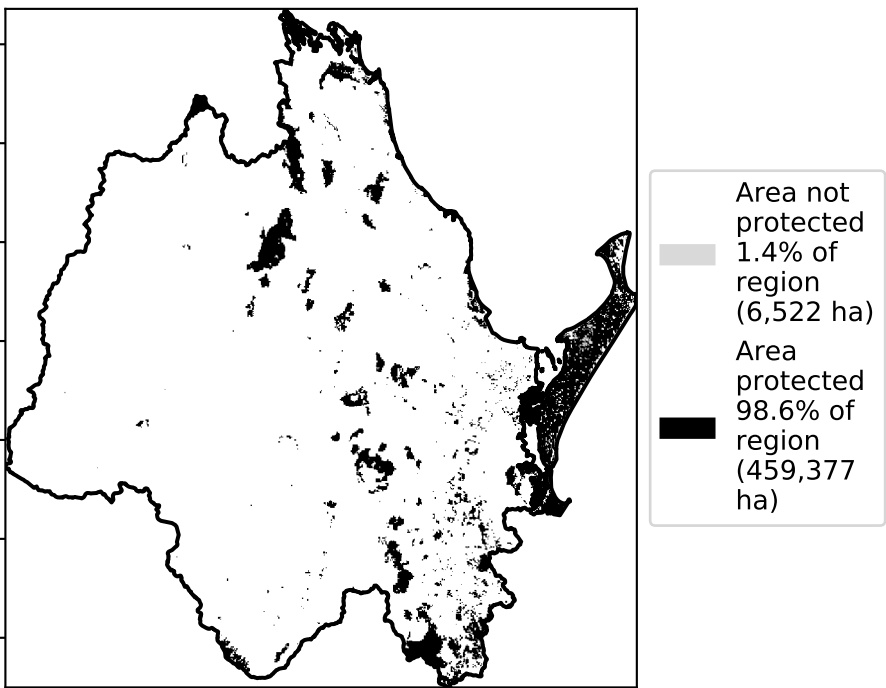 Area not
protected
1.4% of
region
(6,522 ha)
Area
protected
98.6% of
region
(459,377
ha)